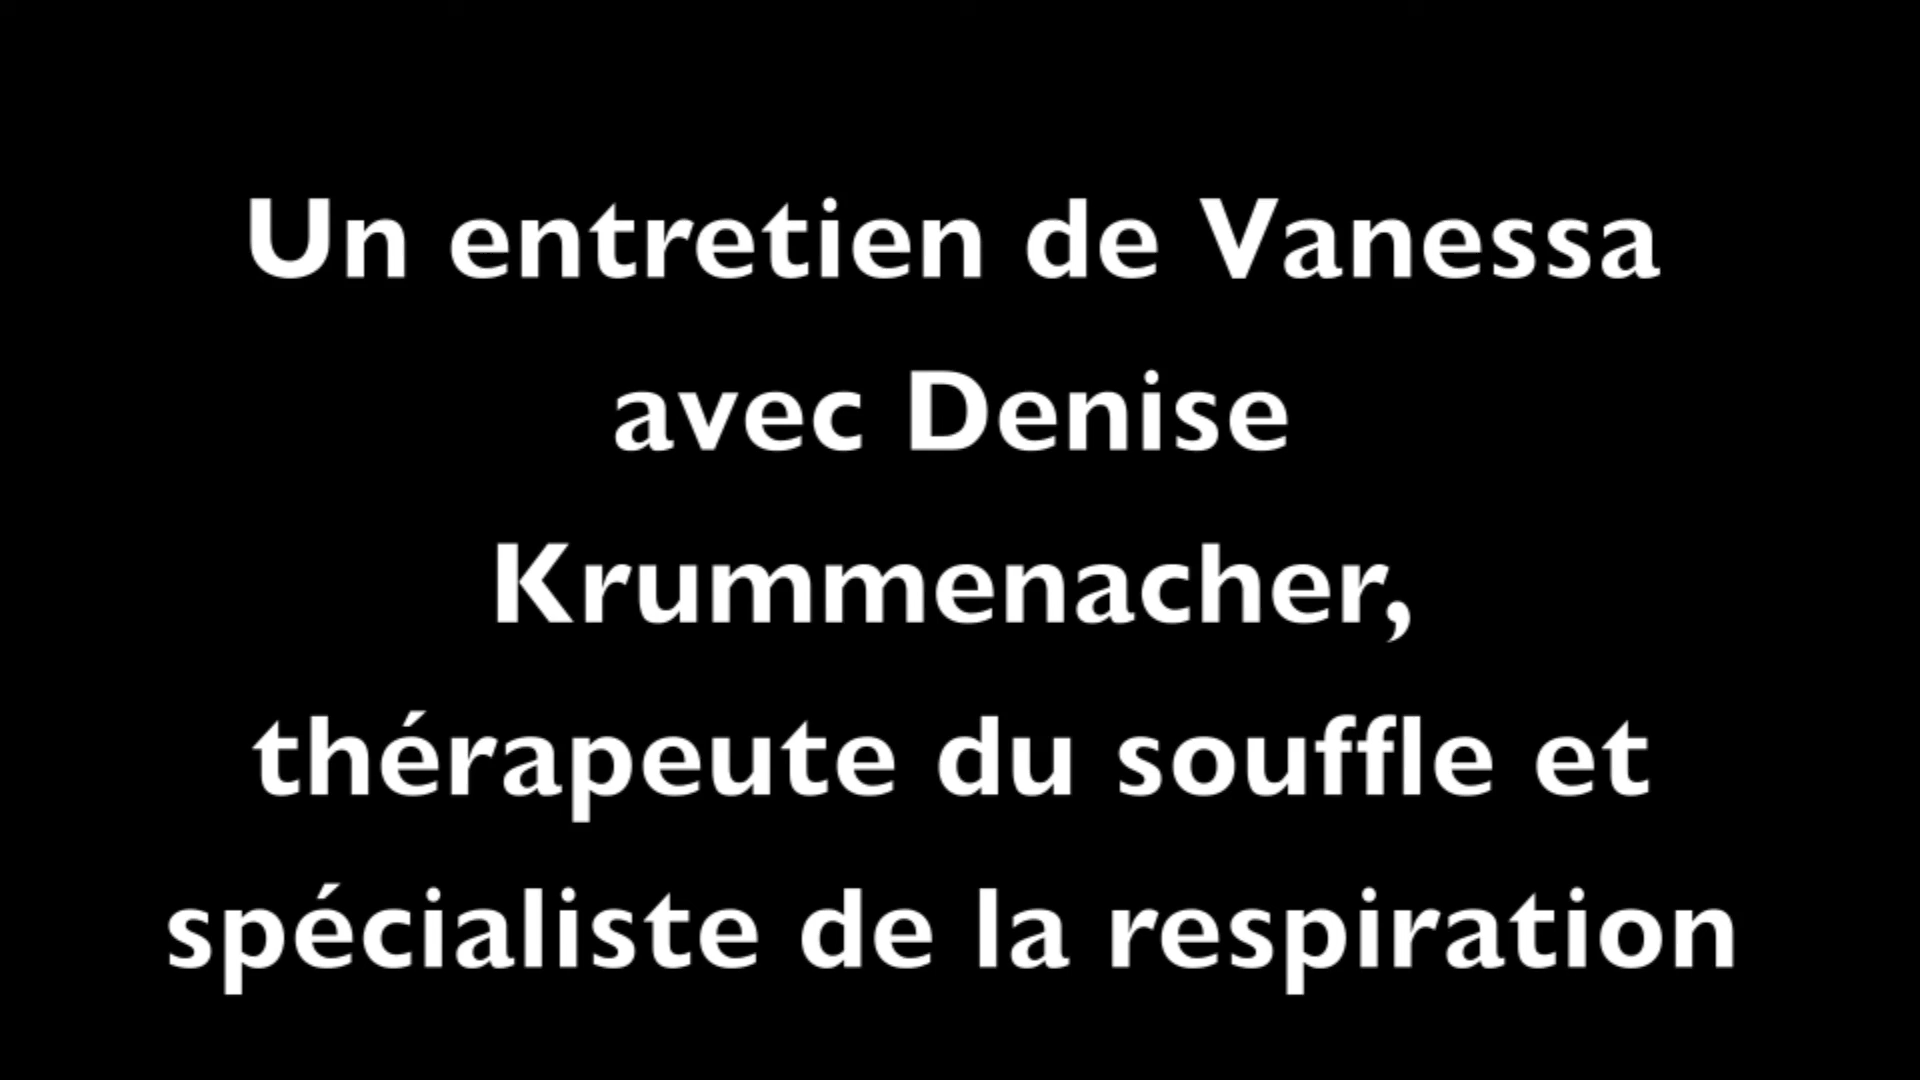 Un entretien de Vanessa
avec Denise
Krummenacher,
thérapeute du souffle et
spécialiste de la respiration